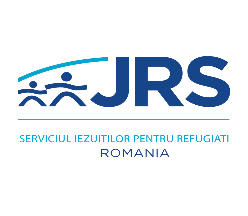 JRS
SERVICIUL IEZUITILOR PENTRU REFUGIATI
ROMANIA